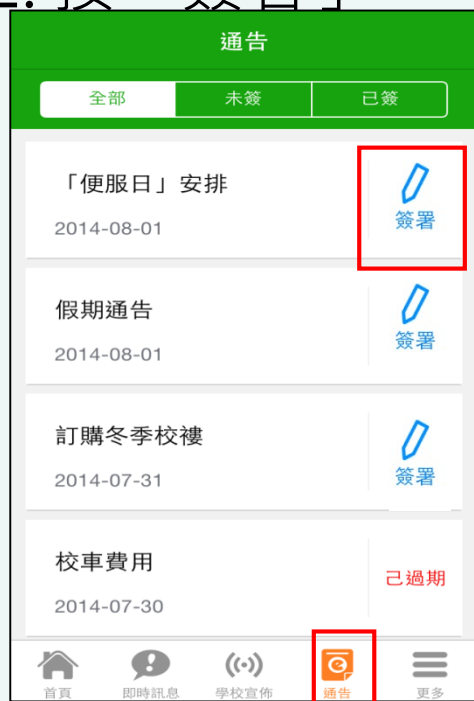 通告
全部 未簽 已簽
「便服日」安排
簽署
2014-08-01
假期通告
簽署
2014-08-01
訂購冬季校褸
簽署
2014-07-31
校車費用
己過期
2014-07-30
首頁 即時訊息 學校宣佈 通告 更多